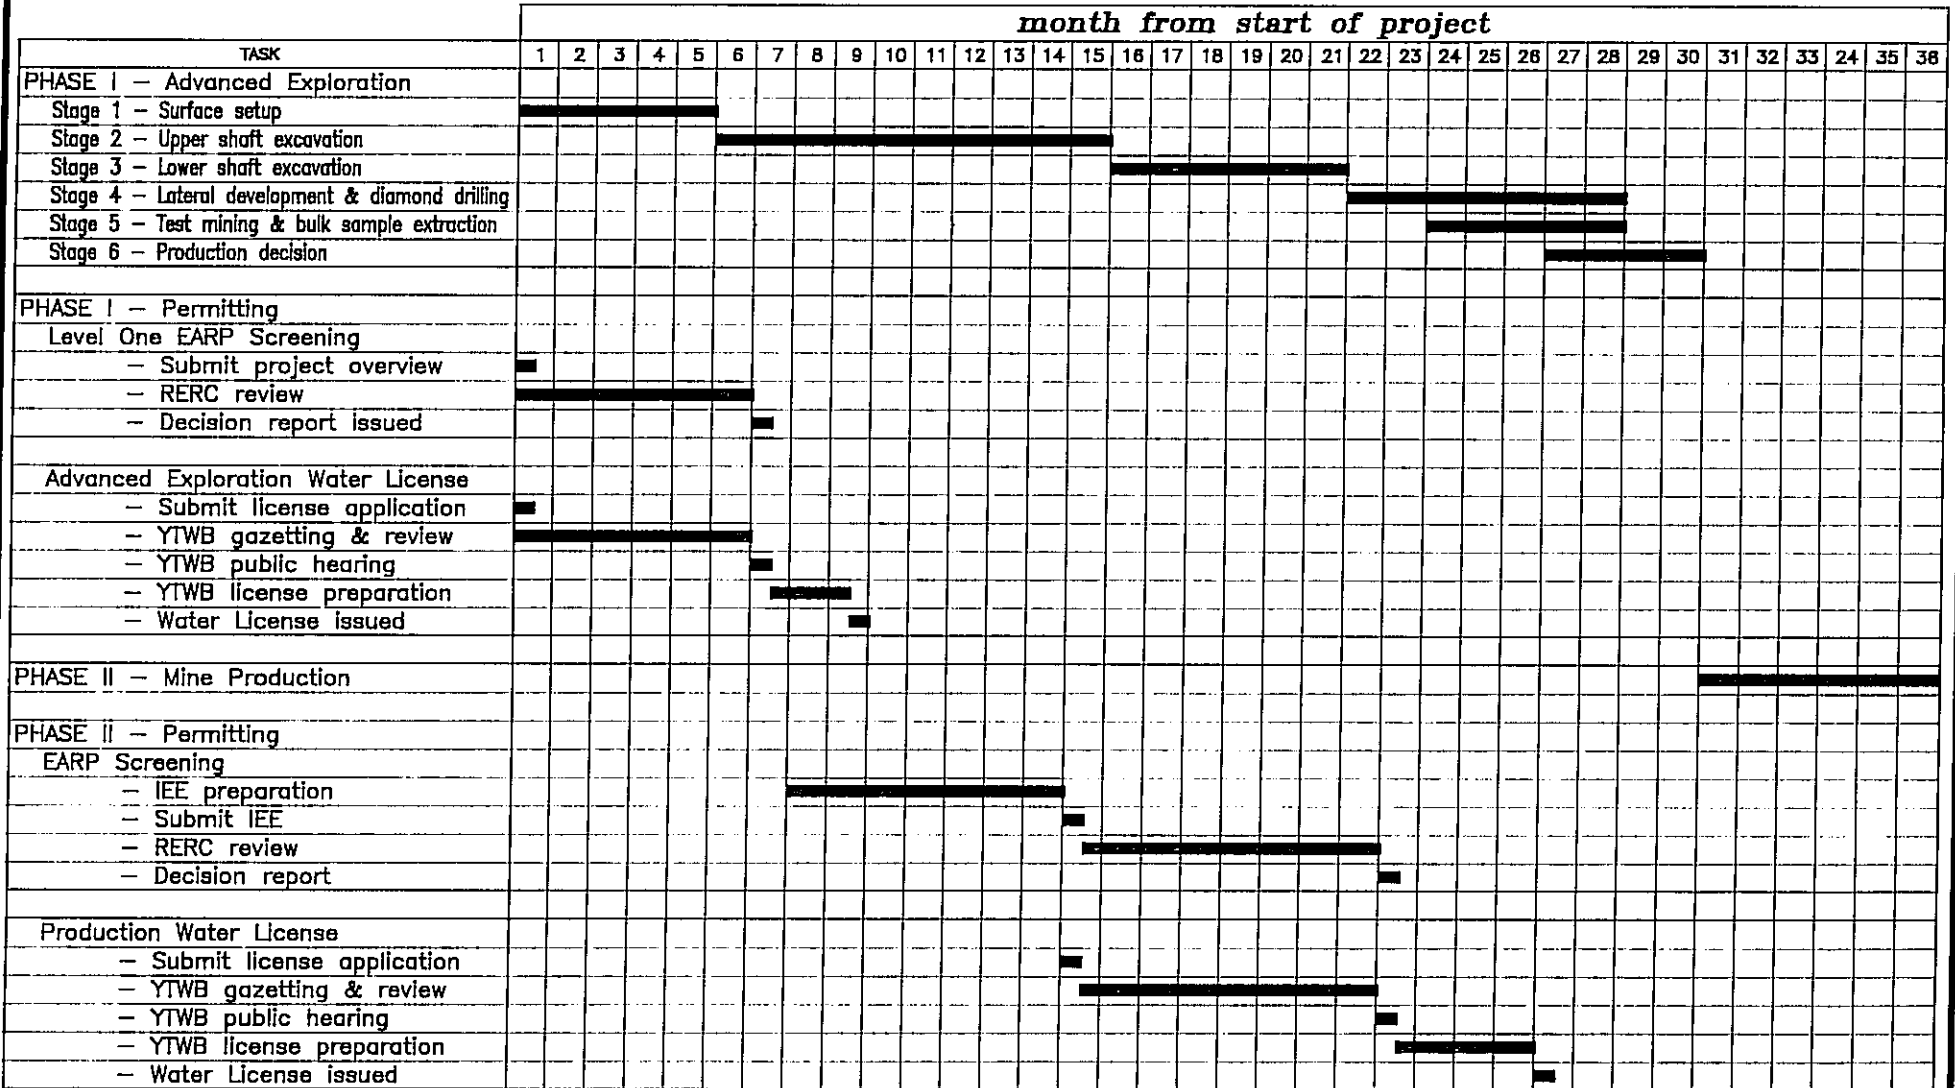 month from start of project
TASK 1 2 3 4 5 6 7 8 9 10 11 12 13 14 15 16 17 18 19 20 21 22 23 24 25 26 27 28 29 30 31 32 33 24 35 36
PHASE I – Advanced Exploration
Stage 1 – Surface setup
Stage 2 – Upper shaft excavation
Stage 3 – Lower shaft excavation
Stage 4 – Lateral development & diamond drilling
Stage 5 – Test mining & bulk sample extraction
Stage 6 – Production decision
PHASE I – Permitting
Level One EARP Screening
– Submit project overview
– RERC review
– Decision report issued
Advanced Exploration Water License
– Submit license application
– YTWB gazetting & review
– YTWB public hearing
– YTWB license preparation
– Water License issued
PHASE II – Mine Production
PHASE II – Permitting
EARP Screening
– IEE preparation
– Submit IEE
– RERC review
– Decision report
Production Water License
– Submit license application
– YTWB gazetting & review
– YTWB public hearing
– YTWB license preparation
– Water License issued